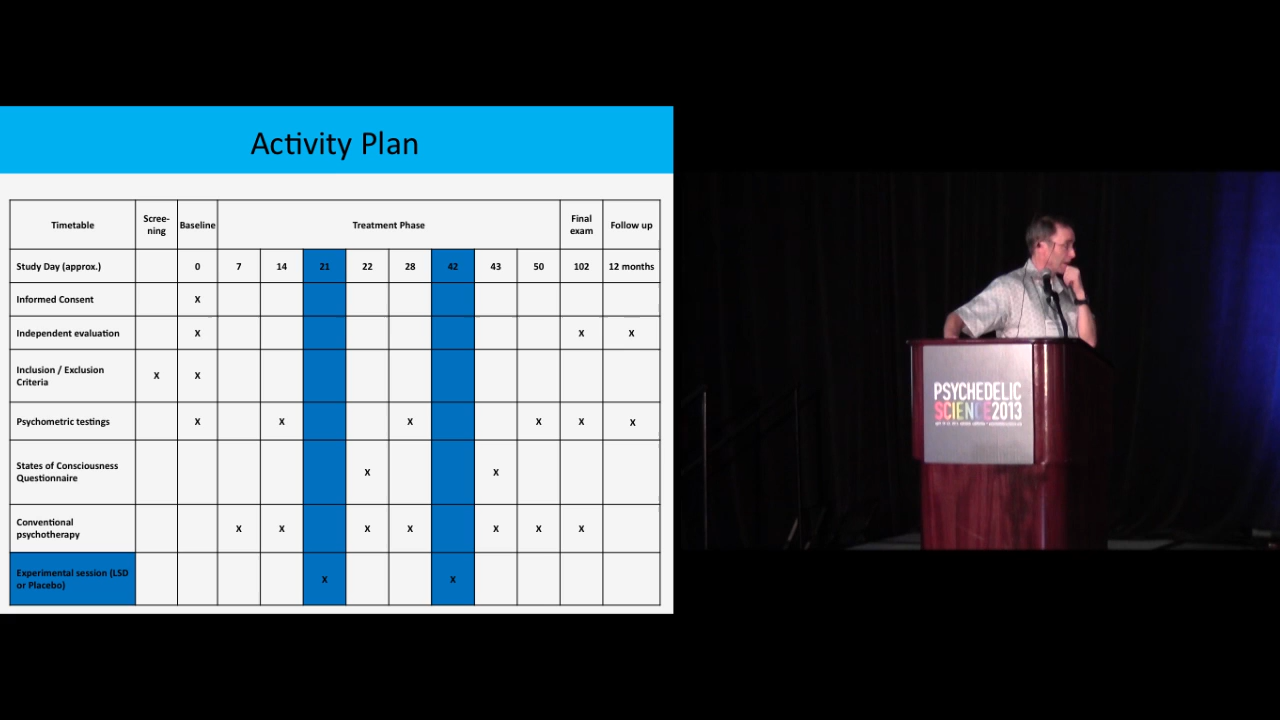 Activity Plan
Timetable
Scree-
ning
Baseline
Treatment Phase
Final
exam
Follow up
Study Day (approx.) 0 7 14 21 22 28 42 43 50 102 12 months
Informed Consent X
Independent evaluation X X X
Inclusion / Exclusion
Criteria
X X
Psychometric testings X X X X X X
States of Consciousness
Questionnaire
X X
Conventional
psychotherapy
X X X X X X X
Experimental session (LSD
or Placebo)
X X
PSYCHEDELIC
SCIENCE2013